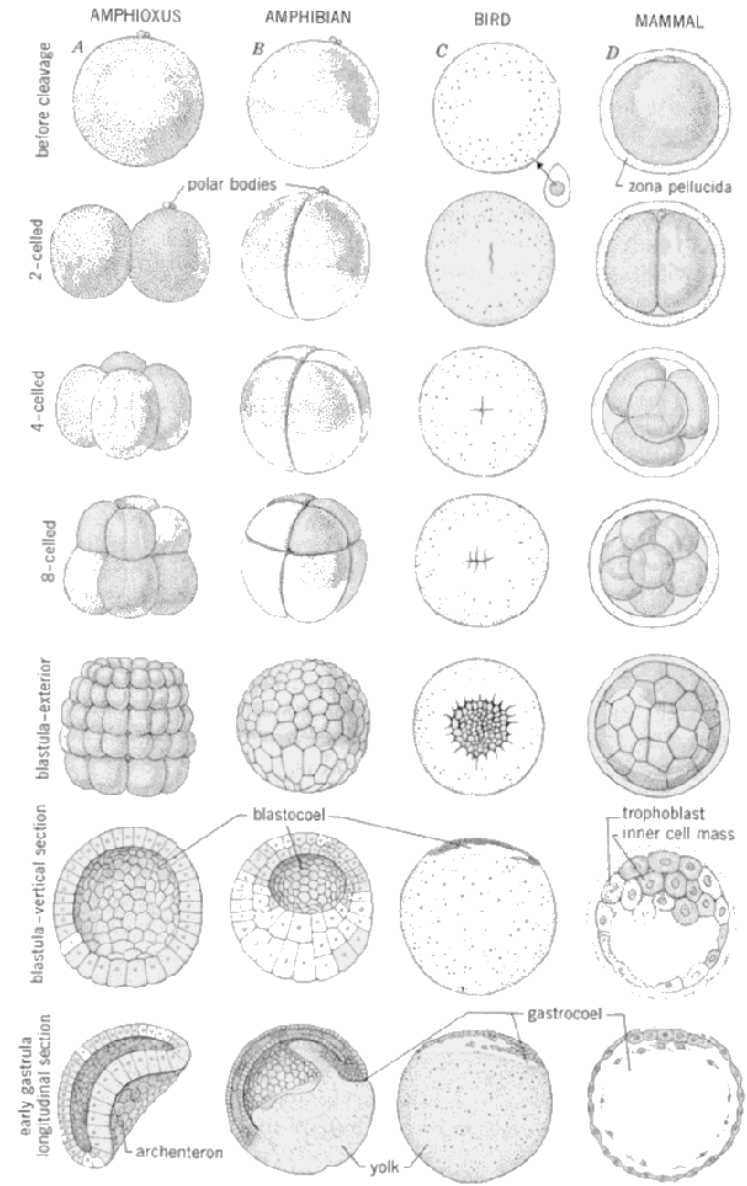 AMPHIOXUS AMPHIBIAN BIRD MAMMAL
A B C D
before cleavage
zona pellucida
polar bodies
2-celled
4-celled
8-celled
blastula-exterior
blastocoel
trophoblast
inner cell mass
blastula-vertical section
gastrocoel
early gastrula
longitudinal section
archenteron
yolk